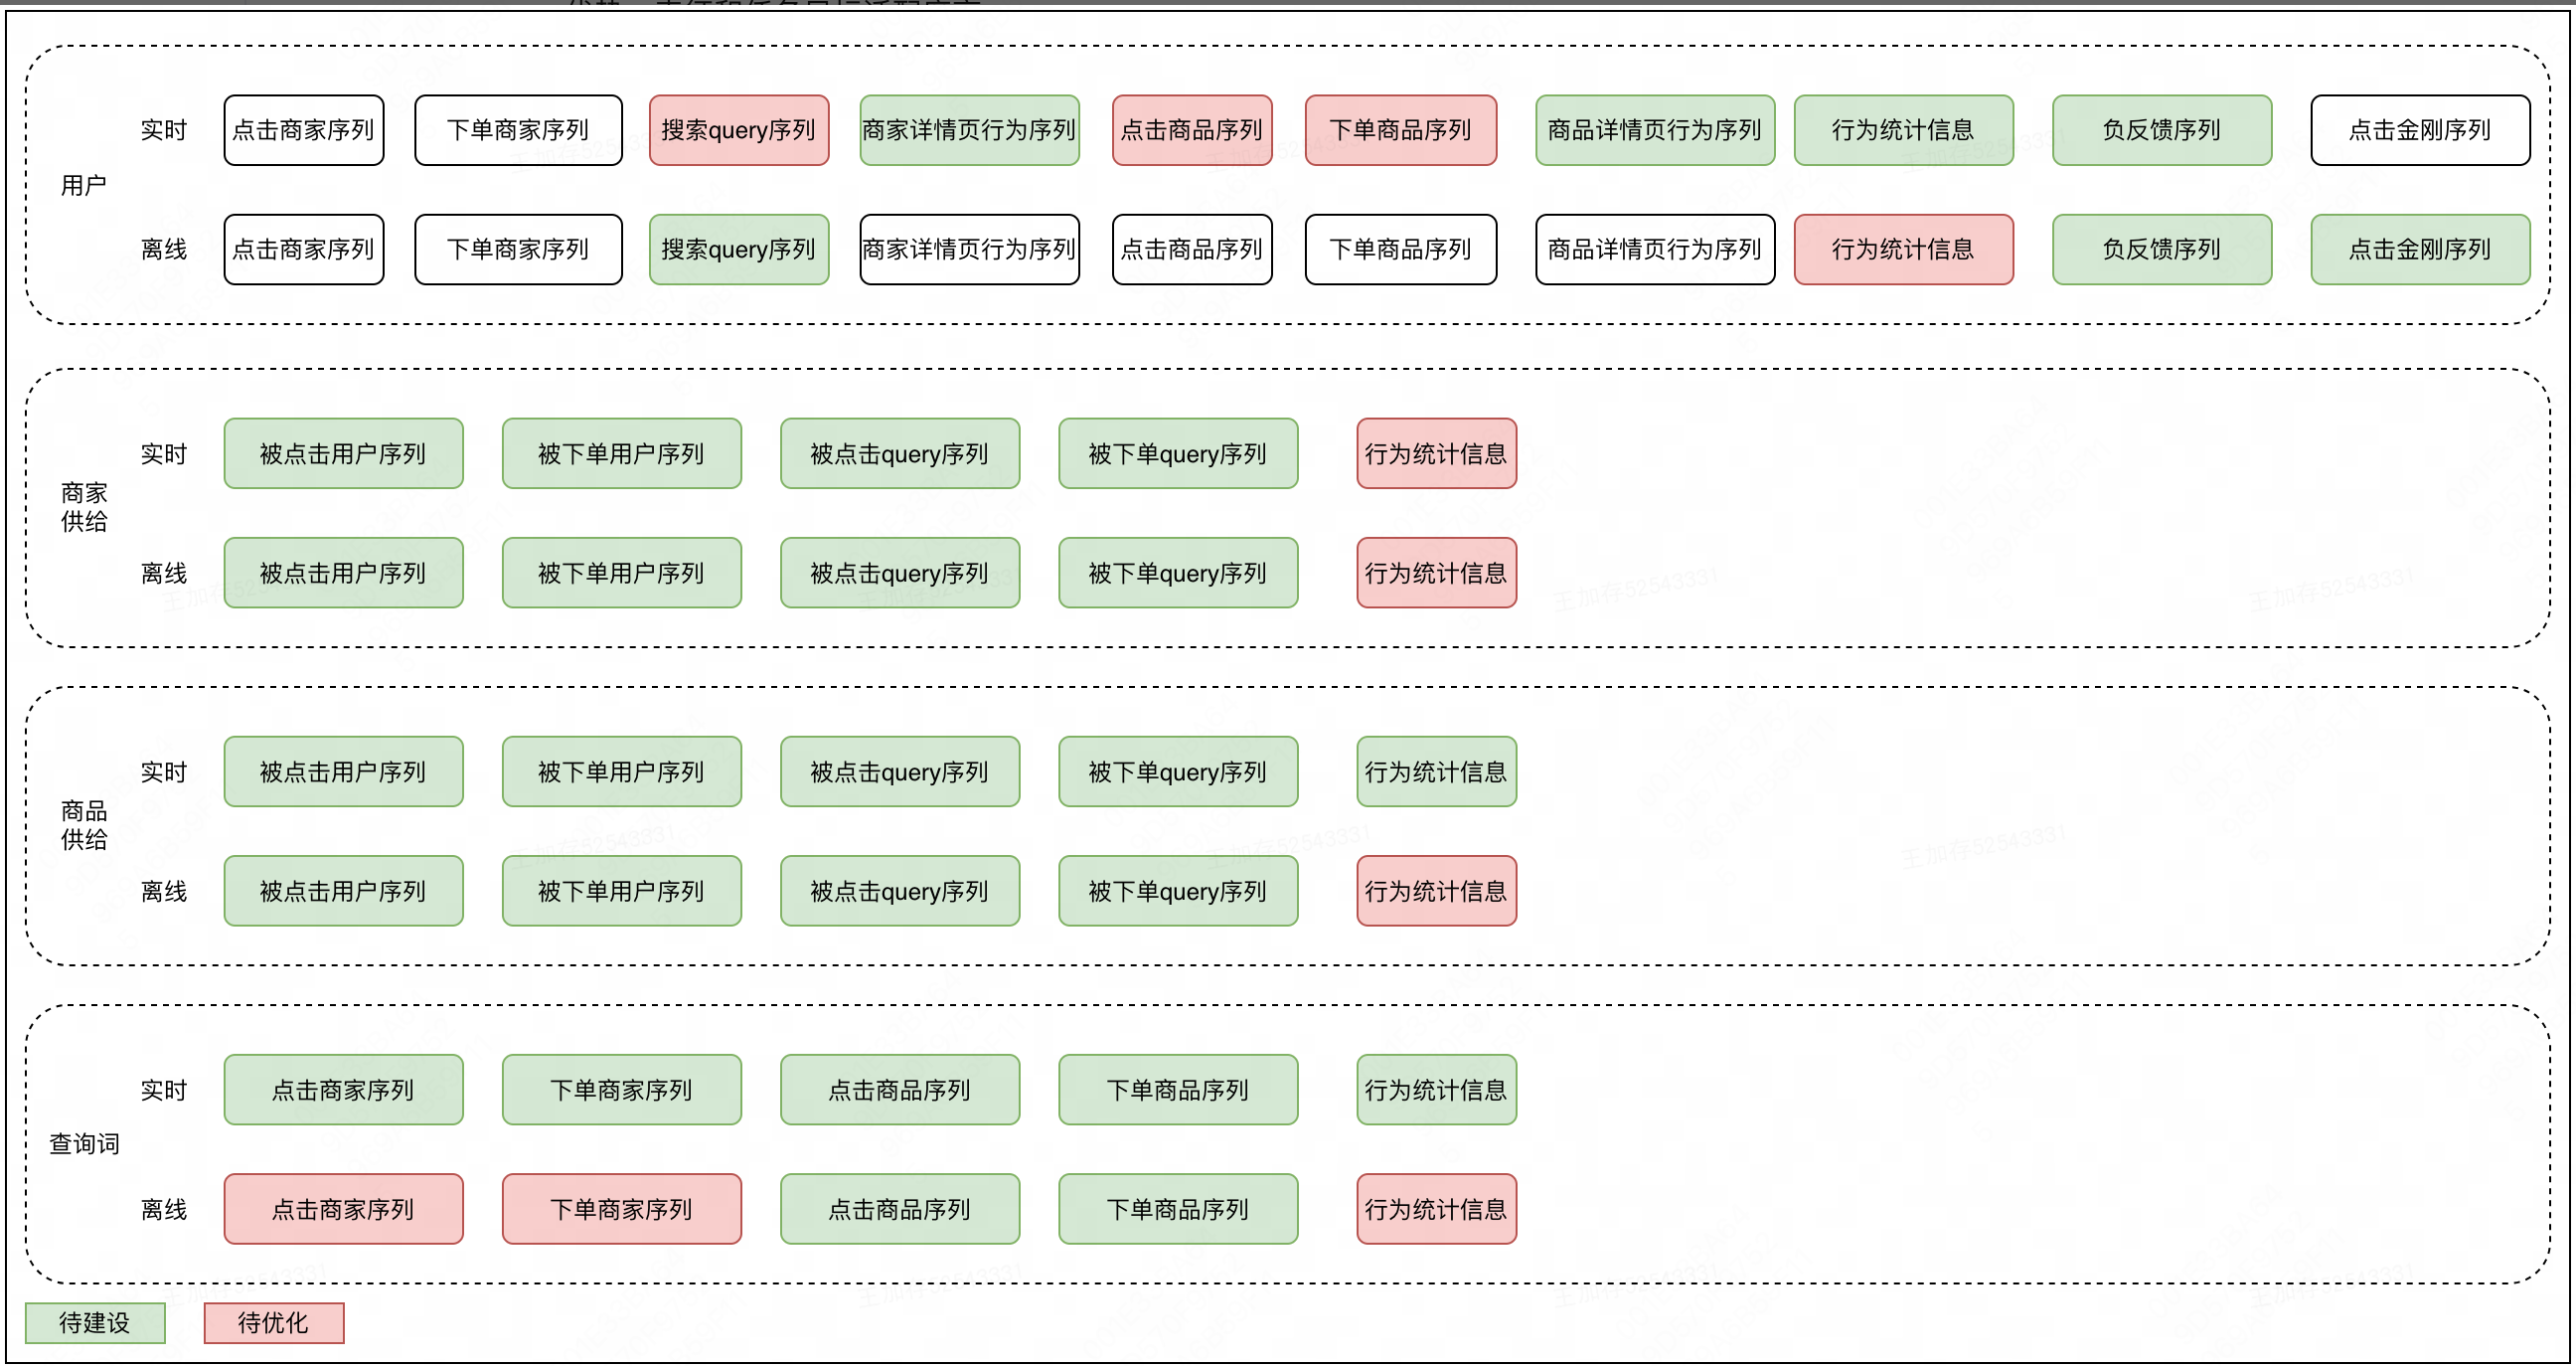 用户
实时
点击商家序列
下单商家序列
搜索query序列
商家详情页行为序列
点击商品序列
下单商品序列
商品详情页行为序列
行为统计信息
负反馈序列
点击金刚序列
离线
点击商家序列
下单商家序列
搜索query序列
商家详情页行为序列
点击商品序列
下单商品序列
商品详情页行为序列
行为统计信息
负反馈序列
点击金刚序列
商家
供给
实时
被点击用户序列
被下单用户序列
被点击query序列
被下单query序列
行为统计信息
离线
被点击用户序列
被下单用户序列
被点击query序列
被下单query序列
行为统计信息
商品
供给
实时
被点击用户序列
被下单用户序列
被点击query序列
被下单query序列
行为统计信息
离线
被点击用户序列
被下单用户序列
被点击query序列
被下单query序列
行为统计信息
查询词
实时
点击商家序列
下单商家序列
点击商品序列
下单商品序列
行为统计信息
离线
点击商家序列
下单商家序列
点击商品序列
下单商品序列
行为统计信息
待建设
待优化
王加存52543331